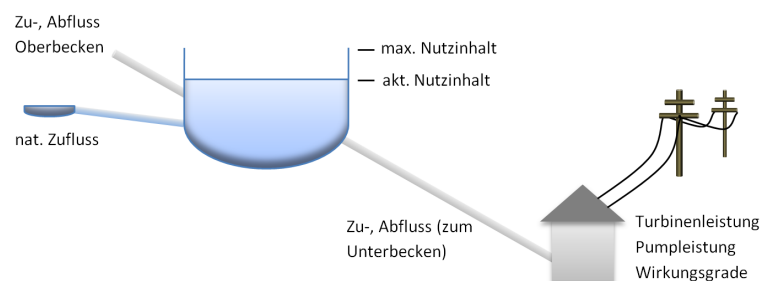 Zu-, Abfluss
Oberbecken
max. Nutzinhalt
akt. Nutzinhalt
nat. Zufluss
Zu-, Abfluss (zum
Unterbecken)
Turbinenleistung
Pumpleistung
Wirkungsgrade